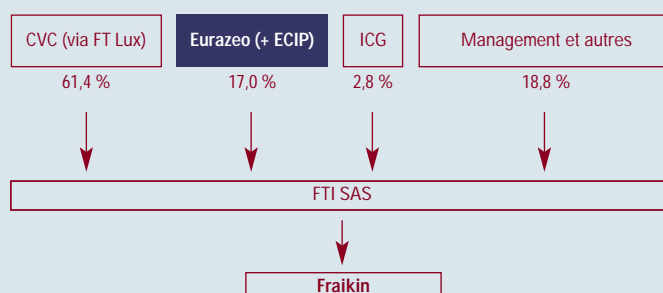 CVC (via FT Lux) Eurazeo (+ ECIP) ICG Management et autres
61,4 % 17,0 % 2,8 % 18,8 %
FTI SAS
Fraikin